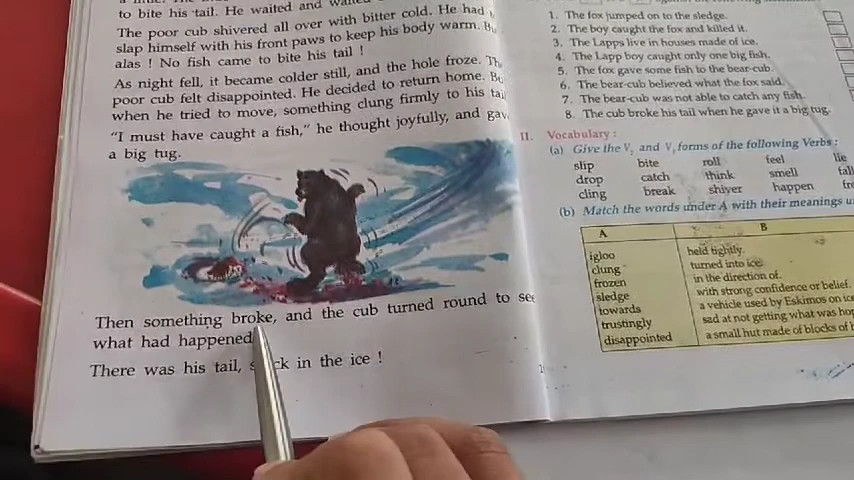 to bite his tail. He waited and
The poor cub shivered all over with bitter cold. He had
slap himself with his front paws to keep his body warm.
alas ! No fish came to bite his tail !
As night fell, it became colder still, and the hole froze.
poor cub felt disappointed. He decided to return home.
when he tried to move, something clung firmly to his tail
"I must have caught a fish," he thought joyfully, and gave
a big tug.
Then something broke, and the cub turned round to see
what had happened
There was his tail, in the ice !
1. The fox jumped on to the sledge.
2. The boy caught the fox and killed it.
3. The Lapps live in houses made of ice.
4. The Lapp boy caught only one big fish.
5. The fox gave some fish to the bear-cub.
6. The bear-cub believed what the fox said.
7. The bear-cub was not able to catch any fish.
8. The cub broke his tail when he gave it a big tug.
II. Vocabulary :
(a) Give the V₂ and V₃ forms of the following Verbs :
slip bite roll feel lie
drop catch think smell
cling break shiver happen
(b) Match the words under A with their meanings
A B
igloo held tightly.
clung turned into ice.
frozen in the direction of.
sledge with strong confidence or belief.
towards a vehicle used by Eskimos on
trustingly sad at not getting what was
disappointed a small hut made of blocks of